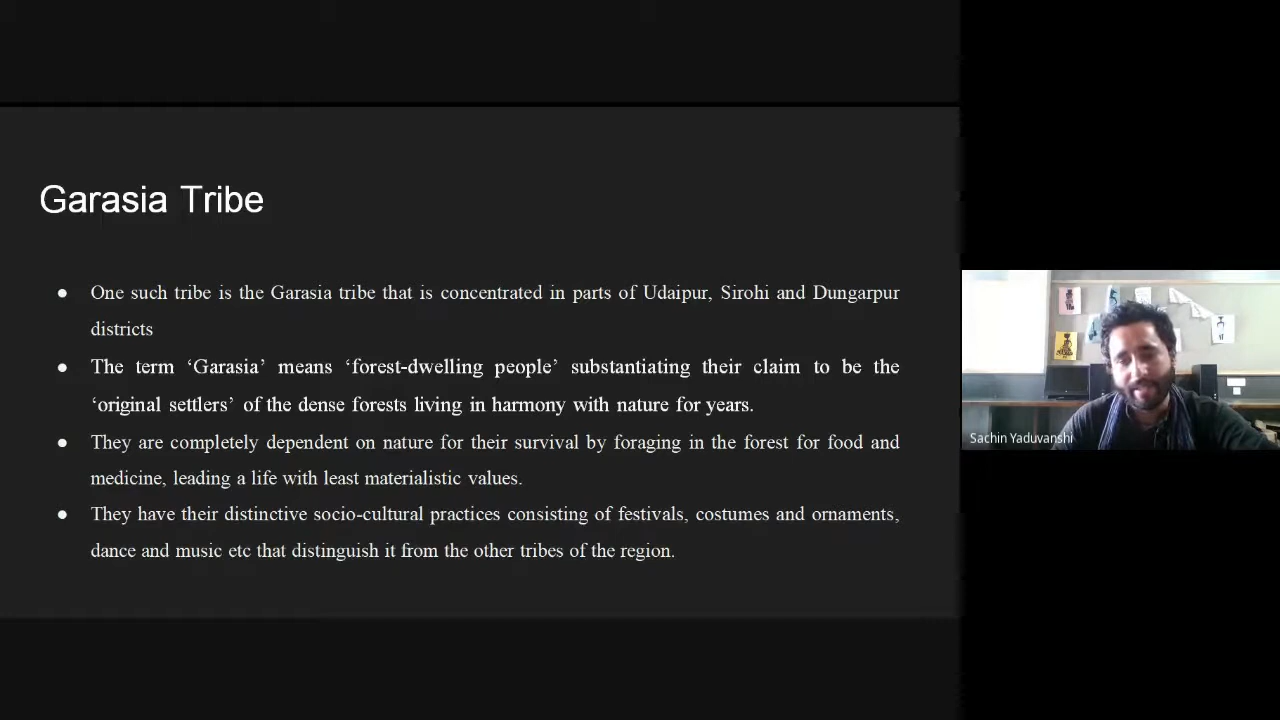 Garasia Tribe
● One such tribe is the Garasia tribe that is concentrated in parts of Udaipur, Sirohi and Dungarpur
districts
● The term ‘Garasia’ means ‘forest-dwelling people’ substantiating their claim to be the
‘original settlers’ of the dense forests living in harmony with nature for years.
● They are completely dependent on nature for their survival by foraging in the forest for food and
medicine, leading a life with least materialistic values.
● They have their distinctive socio-cultural practices consisting of festivals, costumes and ornaments,
dance and music etc that distinguish it from the other tribes of the region.
Sachin Yaduvanshi